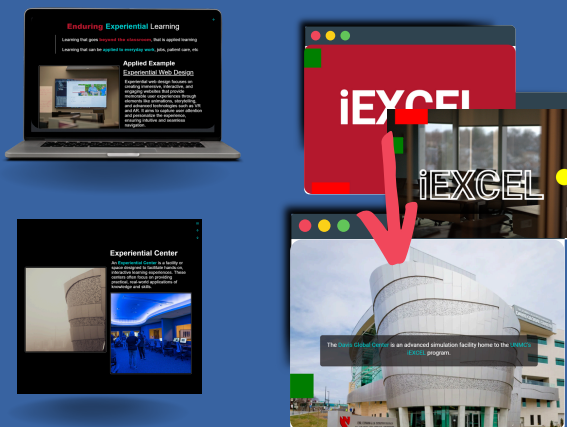 Enduring Experiential Learning
Learning that goes beyond the classroom, that is applied learning
Learning that can be applied to everyday work, jobs, patient care, etc
Applied Example
Experiential Web Design
Experiential web design focuses on
creating immersive, interactive, and
engaging websites that provide
memorable user experiences through
elements like animations, storytelling,
and advanced technologies such as VR
and AR. It aims to capture user attention
and personalize the experience,
ensuring intuitive and seamless
navigation.
iEXCEL
iEXCEL
Experiential Center
An Experiential Center is a facility or
space designed to facilitate hands-on,
interactive learning experiences. These
centers often focus on providing
practical, real-world applications of
knowledge and skills.
The Davis Global Center is an advanced simulation facility home to the UNMC's
iEXCEL program.